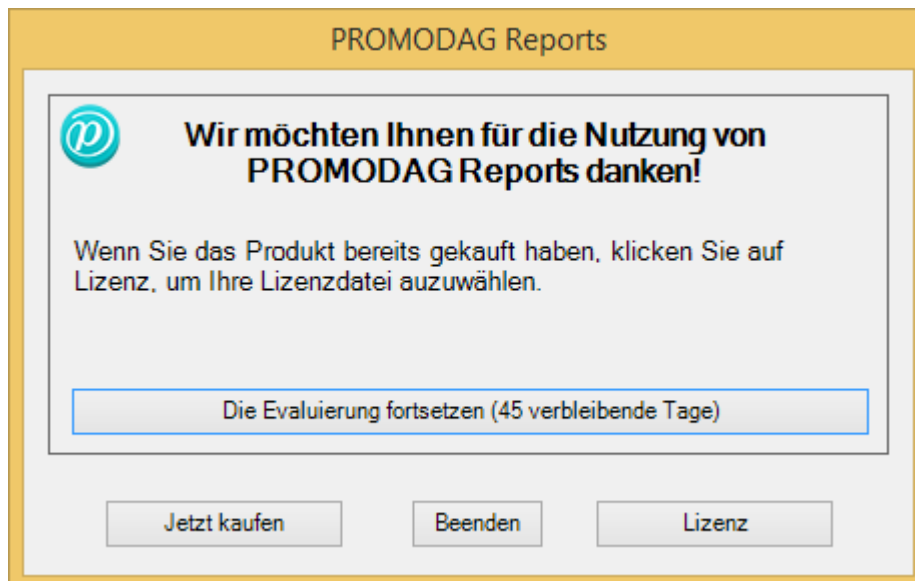 PROMODAG Reports
Wir möchten Ihnen für die Nutzung von
PROMODAG Reports danken!
Wenn Sie das Produkt bereits gekauft haben, klicken Sie auf
Lizenz, um Ihre Lizenzdatei auzuwählen.
Die Evaluierung fortsetzen (45 verbleibende Tage)
Jetzt kaufen Beenden Lizenz